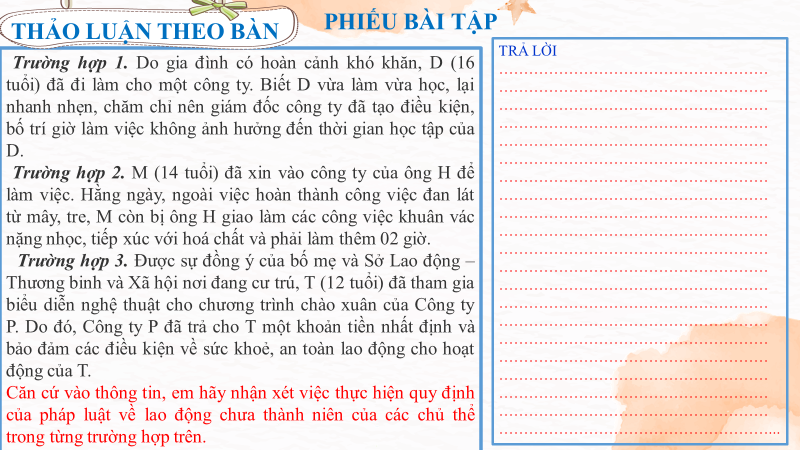 THẢO LUẬN THEO BÀN
PHIẾU BÀI TẬP
Trường hợp 1. Do gia đình có hoàn cảnh khó khăn, D (16
tuổi) đã đi làm cho một công ty. Biết D vừa làm vừa học, lại
nhanh nhẹn, chăm chỉ nên giám đốc công ty đã tạo điều kiện,
bố trí giờ làm việc không ảnh hưởng đến thời gian học tập của
D.
Trường hợp 2. M (14 tuổi) đã xin vào công ty của ông H để
làm việc. Hằng ngày, ngoài việc hoàn thành công việc đan lát
từ mây, tre, M còn bị ông H giao làm các công việc khuân vác
nặng nhọc, tiếp xúc với hoá chất và phải làm thêm 02 giờ.
Trường hợp 3. Được sự đồng ý của bố mẹ và Sở Lao động –
Thương binh và Xã hội nơi đang cư trú, T (12 tuổi) đã tham gia
biểu diễn nghệ thuật cho chương trình chào xuân của Công ty
P. Do đó, Công ty P đã trả cho T một khoản tiền nhất định và
bảo đảm các điều kiện về sức khoẻ, an toàn lao động cho hoạt
động của T.
Căn cứ vào thông tin, em hãy nhận xét việc thực hiện quy định
của pháp luật về lao động chưa thành niên của các chủ thể
trong từng trường hợp trên.
TRẢ LỜI